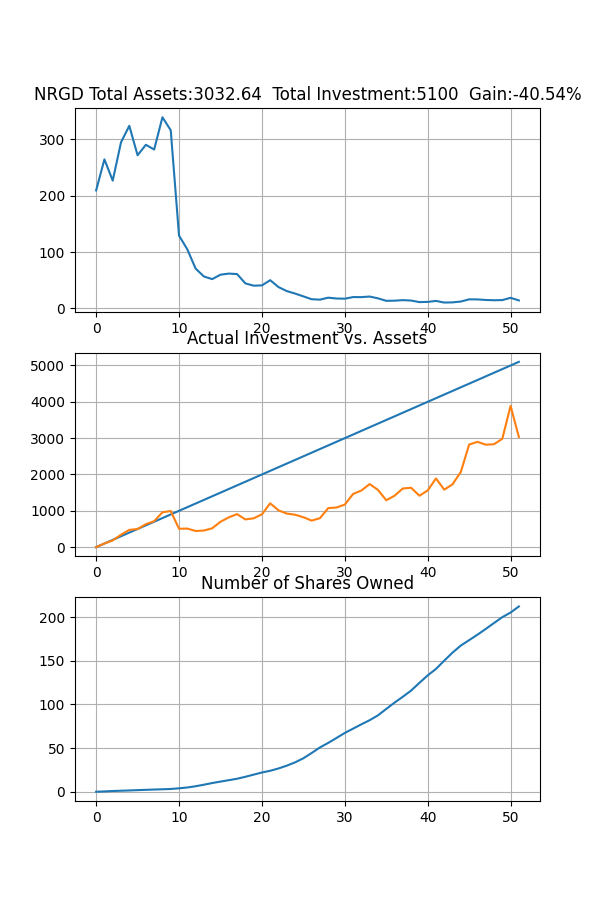 NRGD Total Assets:3032.64  Total Investment:5100  Gain:-40.54%
300
200
100
0
0 10 20 30 40 50
Actual Investment vs. Assets
5000
4000
3000
2000
1000
0
0 10 20 30 40 50
Number of Shares Owned
200
150
100
50
0
0 10 20 30 40 50